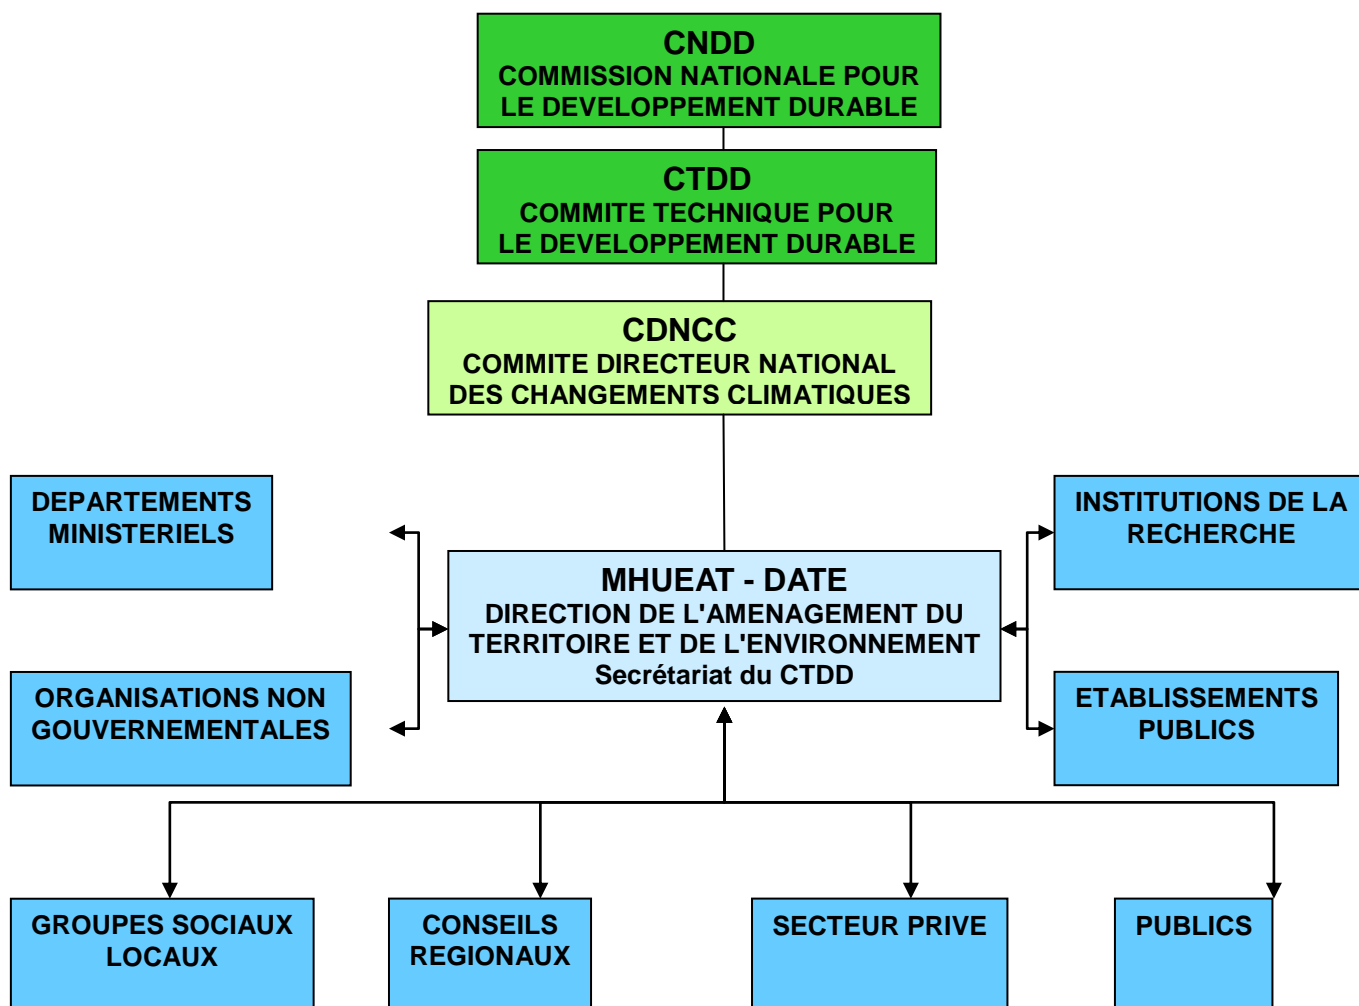 CNDD
COMMISSION NATIONALE POUR
LE DEVELOPPEMENT DURABLE
CTDD
COMMITE TECHNIQUE POUR
LE DEVELOPPEMENT DURABLE
CDNCC
COMMITE DIRECTEUR NATIONAL
DES CHANGEMENTS CLIMATIQUES
DEPARTEMENTS
MINISTERIELS
INSTITUTIONS DE LA
RECHERCHE
MHUEAT - DATE
DIRECTION DE L'AMENAGEMENT DU
TERRITOIRE ET DE L'ENVIRONNEMENT
Secrétariat du CTDD
ORGANISATIONS NON
GOUVERNEMENTALES
ETABLISSEMENTS
PUBLICS
GROUPES SOCIAUX
LOCAUX
CONSEILS
REGIONAUX
SECTEUR PRIVE
PUBLICS